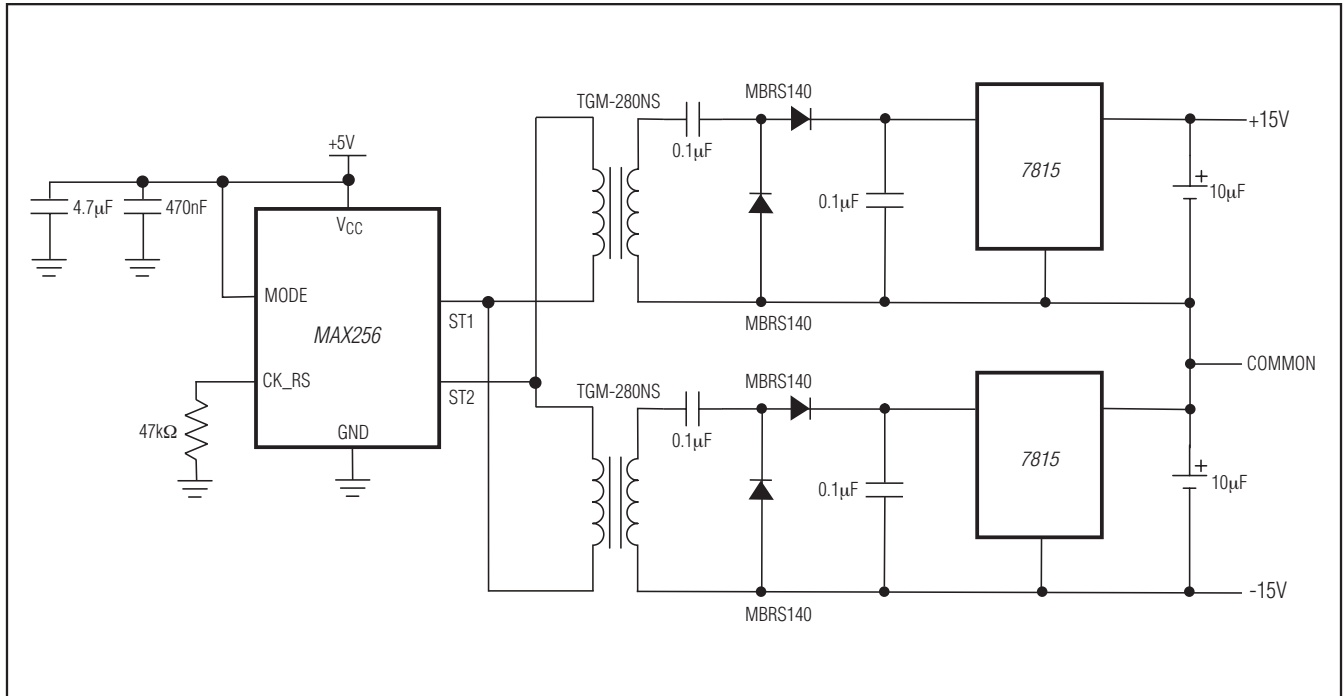 MBRS140
TGM-280NS
+15V
+5V
0.1µF
7815
10µF
+
4.7µF
470nF
0.1µF
VCC
MODE
ST1
MBRS140
MAX256
COMMON
CK_RS
ST2
TGM-280NS
MBRS140
47kΩ
GND
0.1µF
7815
+
10µF
0.1µF
-15V
MBRS140